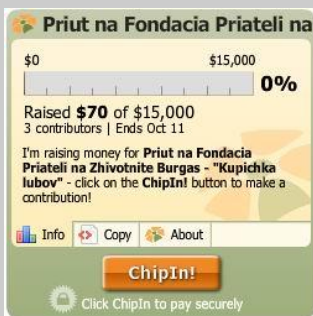 Priut na Fondacia Priateli na
$0 $15,000
0%
Raised $70 of $15,000
3 contributors | Ends Oct 11
I'm raising money for Priut na Fondacia
Priateli na Zhivotnite Burgas - "Kupichka
lubov" - click on the ChipIn! button to make a
contribution!
Info Copy About
ChipIn!
Click ChipIn to pay securely